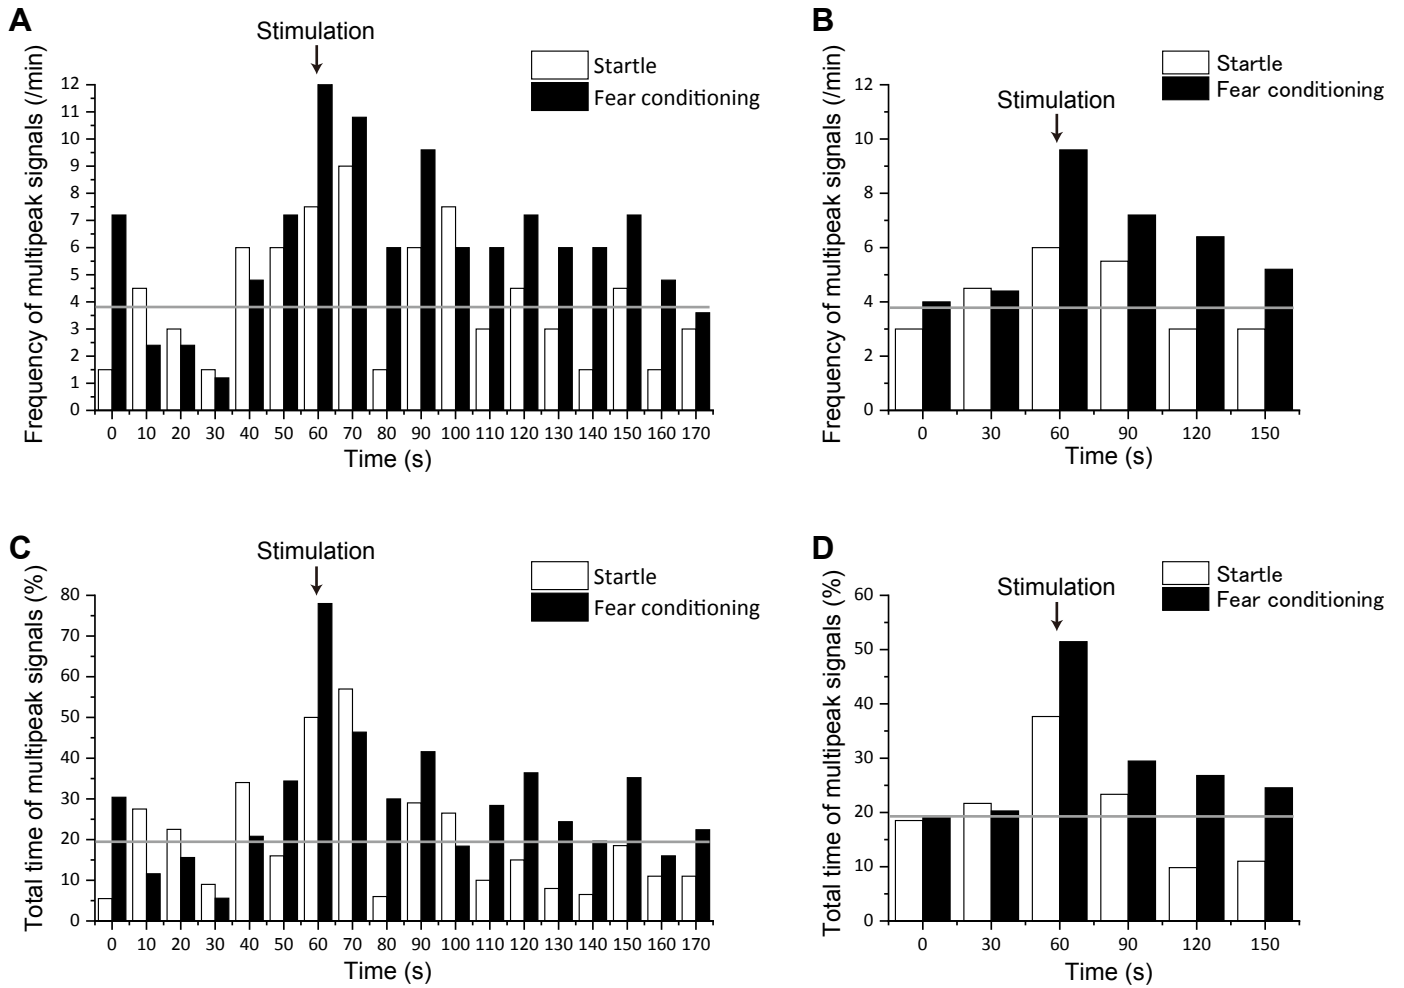 A
Stimulation
Startle
Fear conditioning
Frequency of multipeak signals (/min)
12
11
10
9
8
7
6
5
4
3
2
1
0
0 10 20 30 40 50 60 70 80 90 100 110 120 130 140 150 160 170
Time (s)
B
Stimulation
Startle
Fear conditioning
Frequency of multipeak signals (/min)
12
10
8
6
4
2
0
0 30 60 90 120 150
Time (s)
C
Stimulation
Startle
Fear conditioning
Total time of multipeak signals (%)
80
70
60
50
40
30
20
10
0
0 10 20 30 40 50 60 70 80 90 100 110 120 130 140 150 160 170
Time (s)
D
Stimulation
Startle
Fear conditioning
Total time of multipeak signals (%)
60
50
40
30
20
10
0
0 30 60 90 120 150
Time (s)